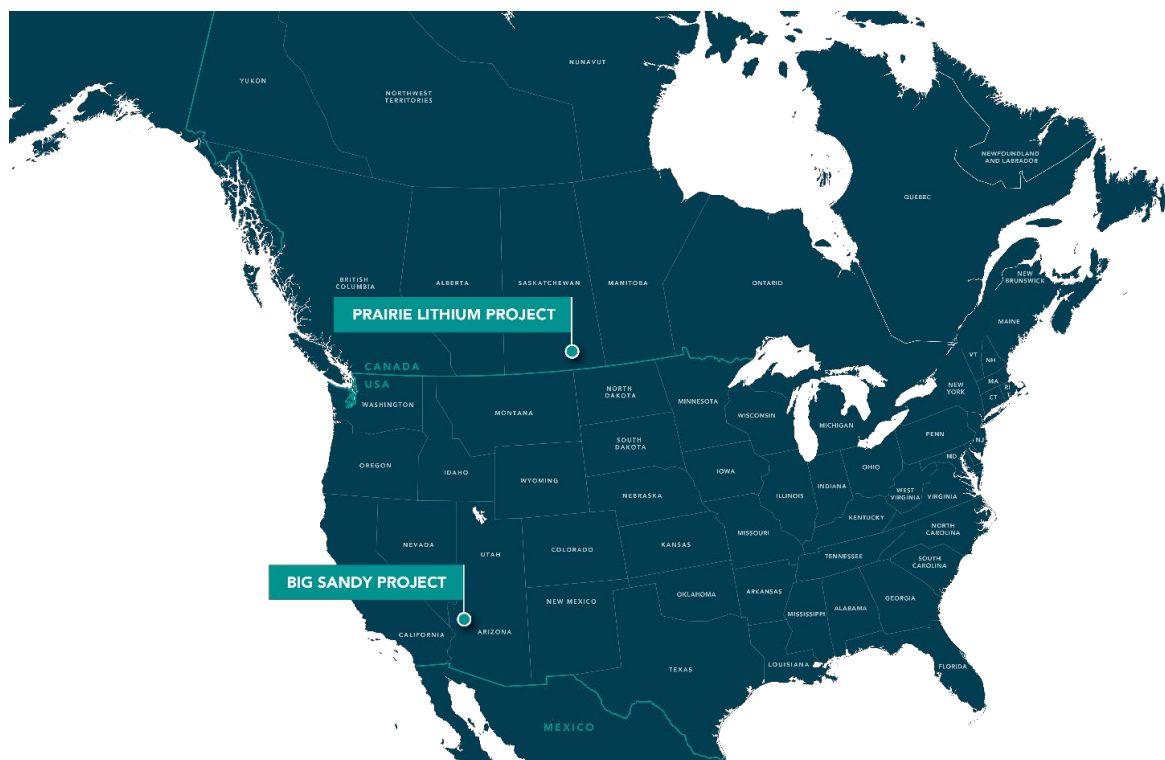 NUNAVUT
YUKON
NORTHWEST
TERRITORIES
NEWFOUNDLAND
AND LABRADOR
QUEBEC
BRITISH
COLUMBIA
ALBERTA
SASKATCHEWAN
MANITOBA
ONTARIO
NEW
BRUNSWICK
PRAIRIE LITHIUM PROJECT
MAINE
CANADA
USA
VT
NH
WASHINGTON
MONTANA
NORTH
DAKOTA
MINNESOTA
NEW
YORK
MA
RI
CT
WISCONSIN
MICHIGAN
SOUTH
DAKOTA
PENN
NJ
OREGON
IDAHO
WYOMING
IOWA
OHIO
MD
NEBRASKA
ILLINOIS
INDIANA
WEST
VIRGINIA
VIRGINIA
KENTUCKY
NEVADA
UTAH
COLORADO
KANSAS
MISSOURI
NORTH
CAROLINA
TENNESSEE
SOUTH
CAROLINA
BIG SANDY PROJECT
NEW MEXICO
OKLAHOMA
ARKANSAS
MISSISSIPPI
ALABAMA
GEORGIA
CALIFORNIA
ARIZONA
TEXAS
LOUISIANA
FLORIDA
MEXICO